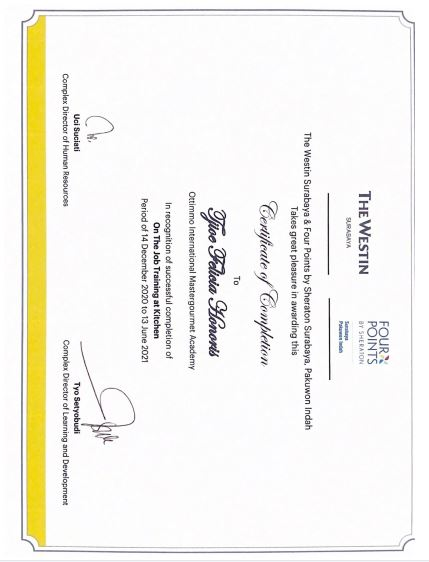 THE WESTIN
SURABAYA
FOUR
POINTS
BY SHERATON
Surabaya
Pakuwon Indah
The Westin Surabaya & Four Points by Sheraton Surabaya, Pakuwon Indah
Takes great pleasure in awarding this
Certificate of Completion
To
Tjioe Felicia Honoris
Ottimmo International Mastergourmet Academy
In recognition of successful completion of
On The Job Training at Kitchen
Period of 14 December 2020 to 13 June 2021
Uci Suciati
Complex Director of Human Resources
Tyo Setyobudi
Complex Director of Learning and Development